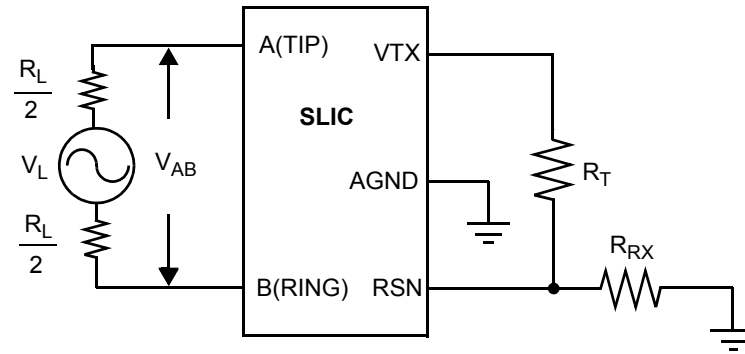 A(TIP)
VTX
R_L
2
SLIC
V_L
V_AB
AGND
R_T
R_L
2
R_RX
B(RING)
RSN